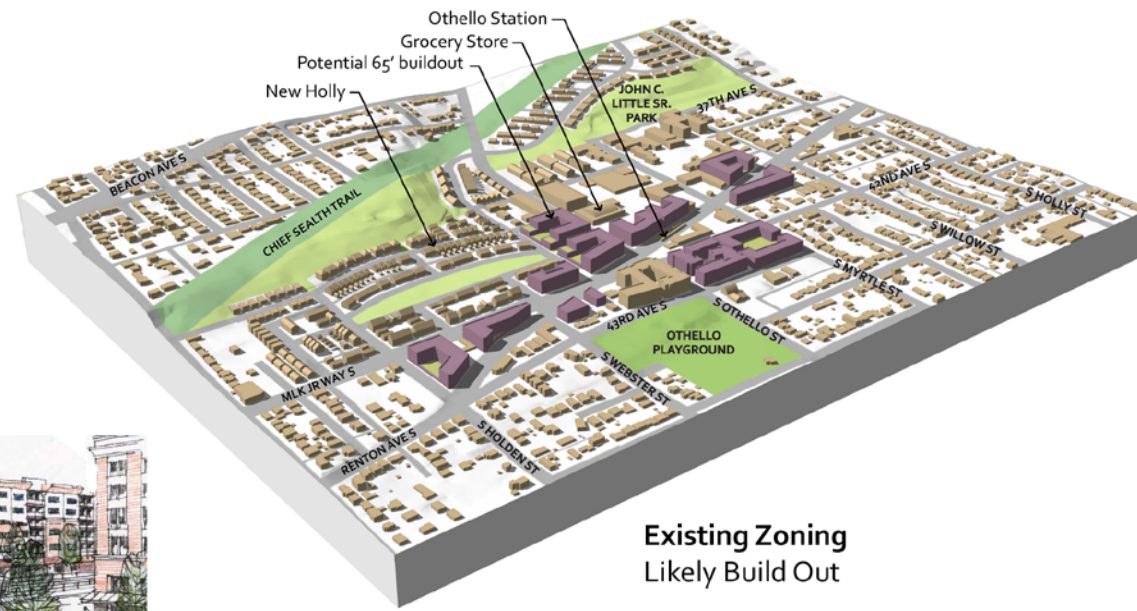 Othello Station
Grocery Store
Potential 65' buildout
New Holly
JOHN C.
LITTLE SR.
PARK
37TH AVE S
BEACON AVE S
42ND AVE S
S HOLLY ST
CHIEF SEALTH TRAIL
S WILLOW ST
S MYRTLE ST
43RD AVE S
S OTHELLO ST
OTHELLO
PLAYGROUND
S WEBSTER ST
MLK JR WAY S
RENTON AVE S
S HOLDEN ST
Existing Zoning
Likely Build Out